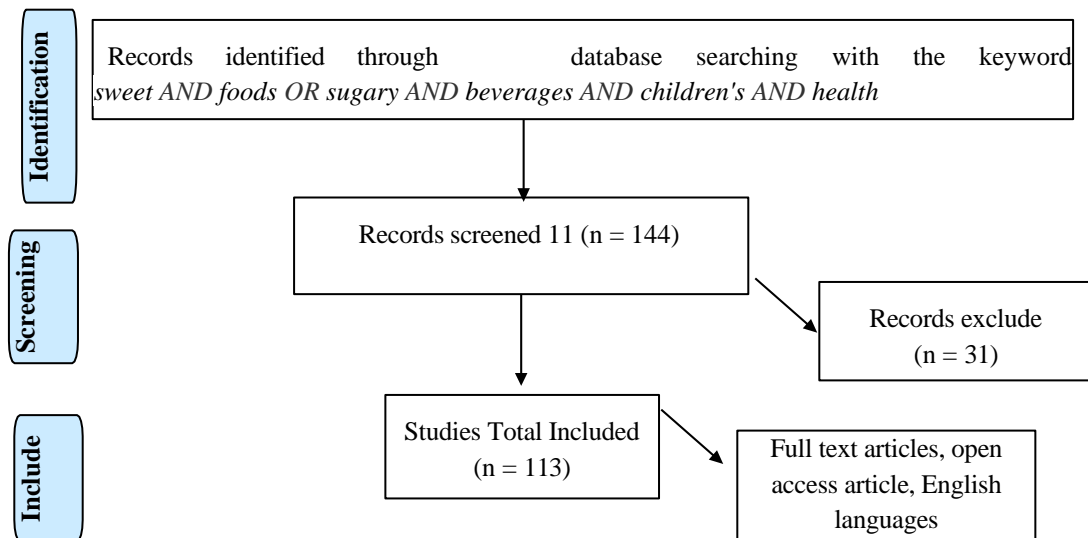 Identification
Records identified through database searching with the keyword
sweet AND foods OR sugary AND beverages AND children's AND health
Screening
Records screened 11 (n = 144)
Records exclude
(n = 31)
Include
Studies Total Included
(n = 113)
Full text articles, open
access article, English
languages